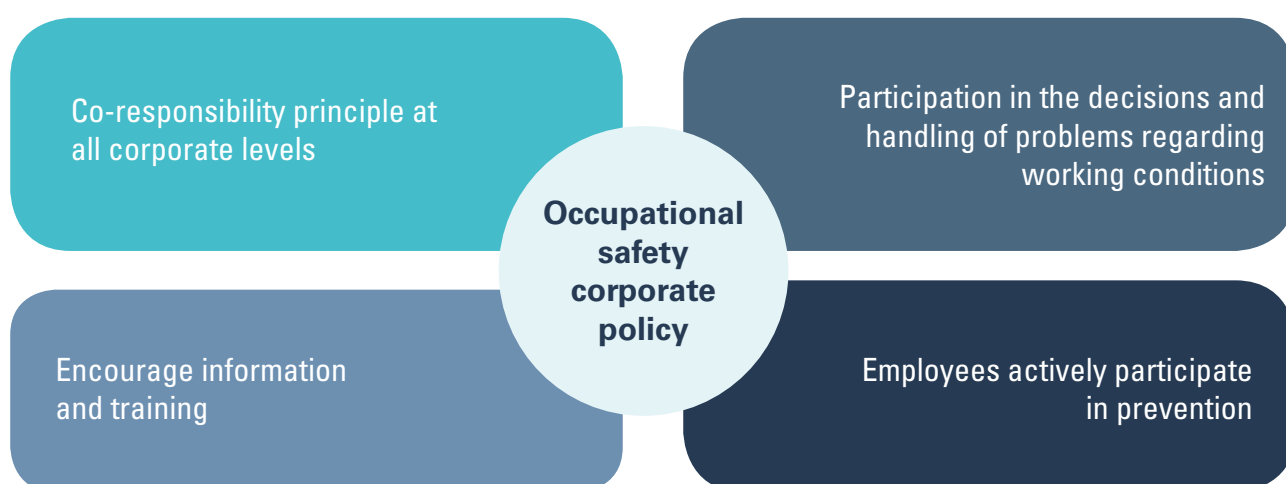 Co-responsibility principle at
all corporate levels
Participation in the decisions and
handling of problems regarding
working conditions
Occupational
safety
corporate
policy
Encourage information
and training
Employees actively participate
in prevention